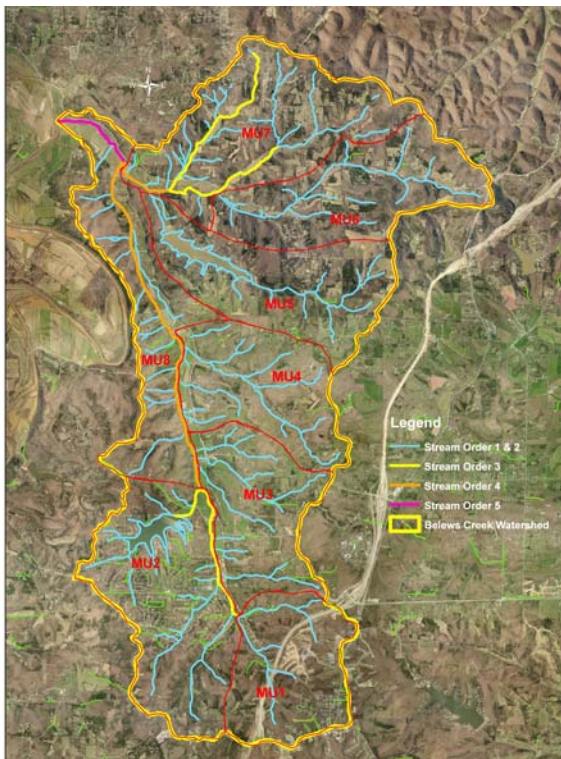 N
W
E
MU7
MU6
MU5
MU8
MU4
Legend
Stream Order 1 & 2
Stream Order 3
Stream Order 4
Stream Order 5
Belews Creek Watershed
MU3
MU2
MU1